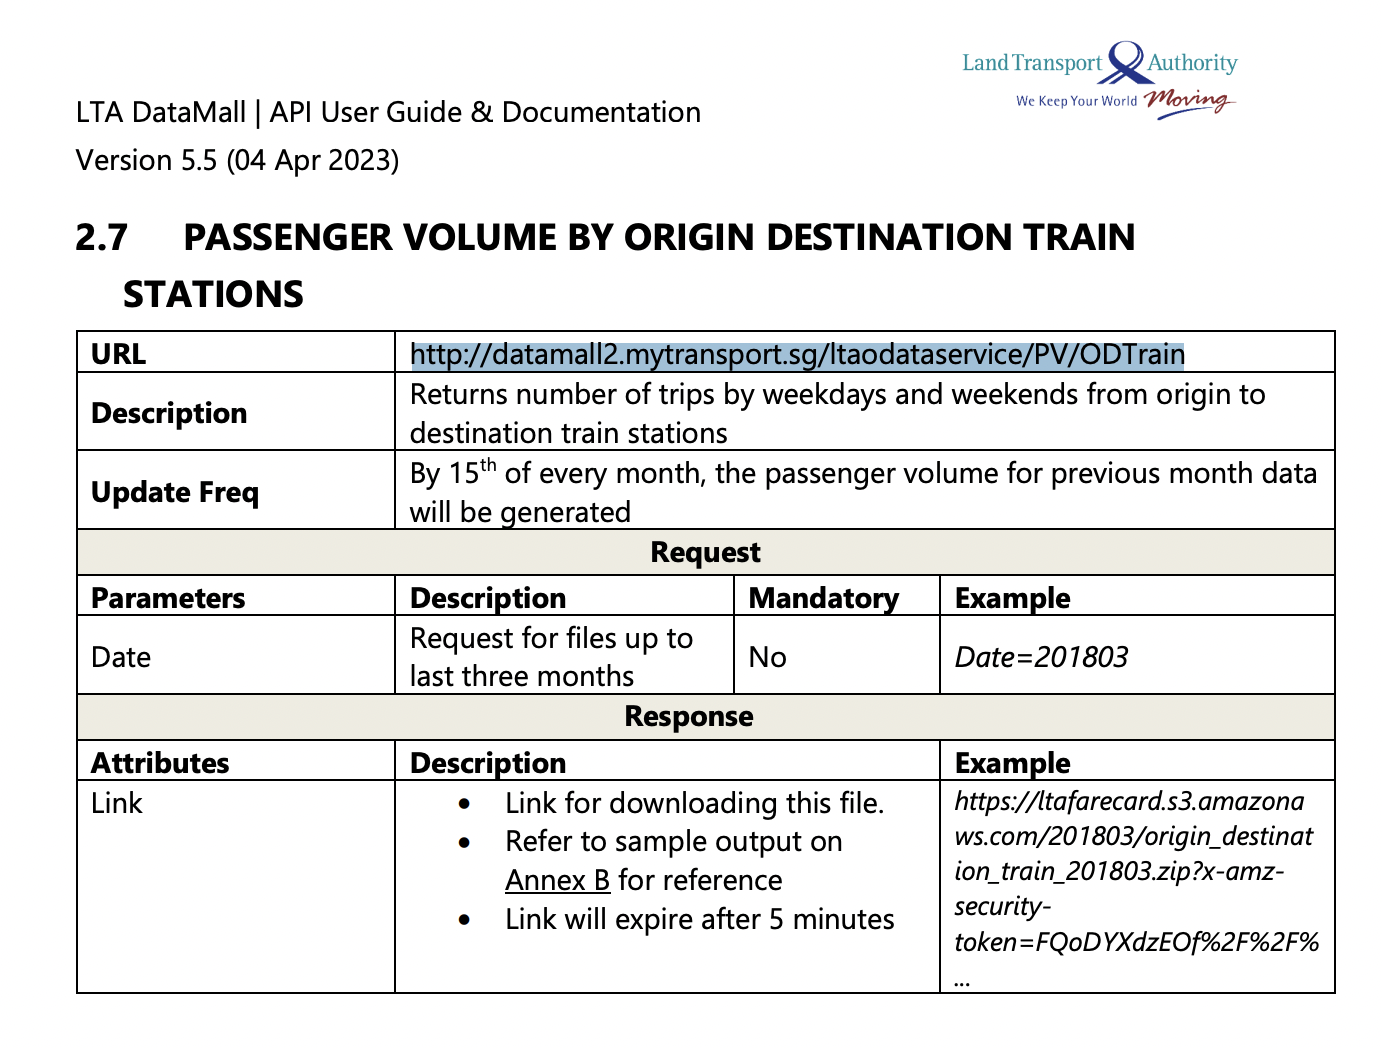 Land Transport Authority
We Keep Your World Moving
LTA DataMall | API User Guide & Documentation
Version 5.5 (04 Apr 2023)
2.7 PASSENGER VOLUME BY ORIGIN DESTINATION TRAIN
STATIONS
URL http://datamall2.mytransport.sg/ltaodataservice/PV/ODTrain
Description
Returns number of trips by weekdays and weekends from origin to
destination train stations
Update Freq
By 15th of every month, the passenger volume for previous month data
will be generated
Request
Parameters Description Mandatory Example
Date
Request for files up to
last three months
No
Date=201803
Response
Attributes Description Example
Link
• Link for downloading this file.
• Refer to sample output on
Annex B for reference
• Link will expire after 5 minutes
https://ltafarecard.s3.amazona
ws.com/201803/origin_destinat
ion_train_201803.zip?x-amz-
security-
token=FQoDYXdzEOf%2F%2F%
...